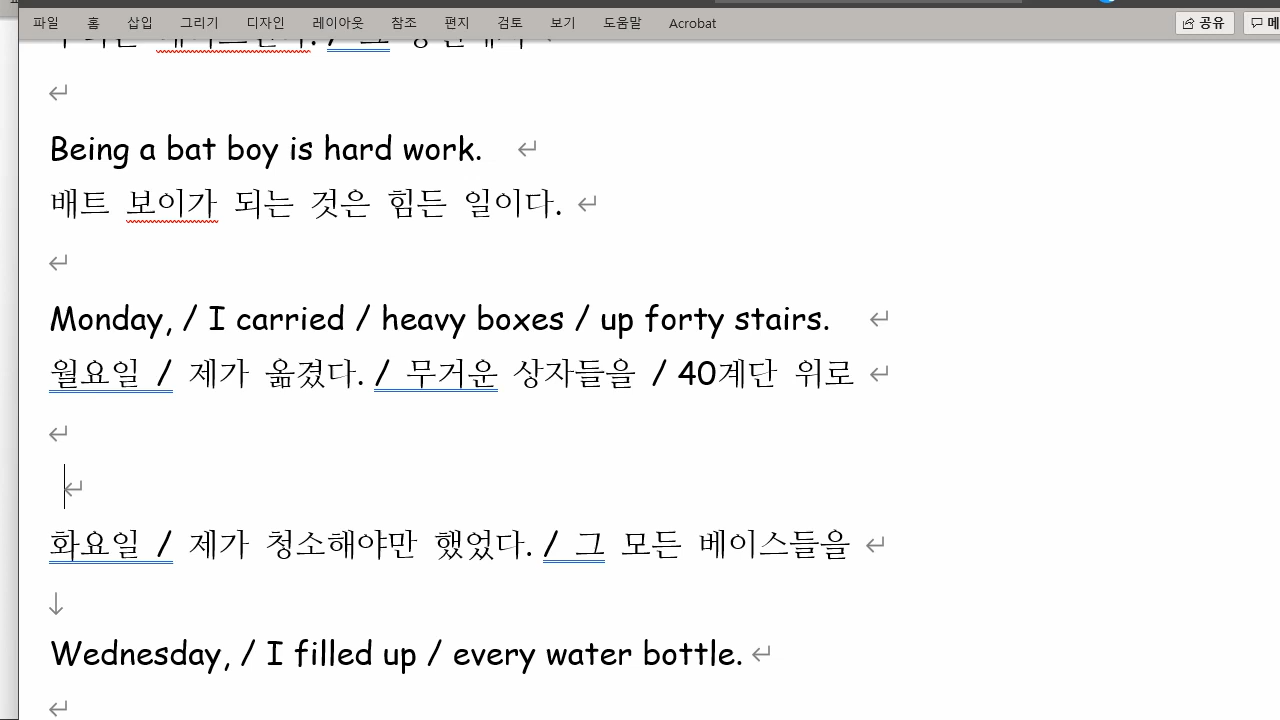 파일 홈 삽입 그리기 디자인 레이아웃 참조 편지 검토 보기 도움말 Acrobat 공유
Being a bat boy is hard work.
배트 보이가 되는 것은 힘든 일이다.
Monday, / I carried / heavy boxes / up forty stairs.
월요일 / 제가 옮겼다. / 무거운 상자들을 / 40계단 위로
화요일 / 제가 청소해야만 했었다. / 그 모든 베이스들을
Wednesday, / I filled up / every water bottle.